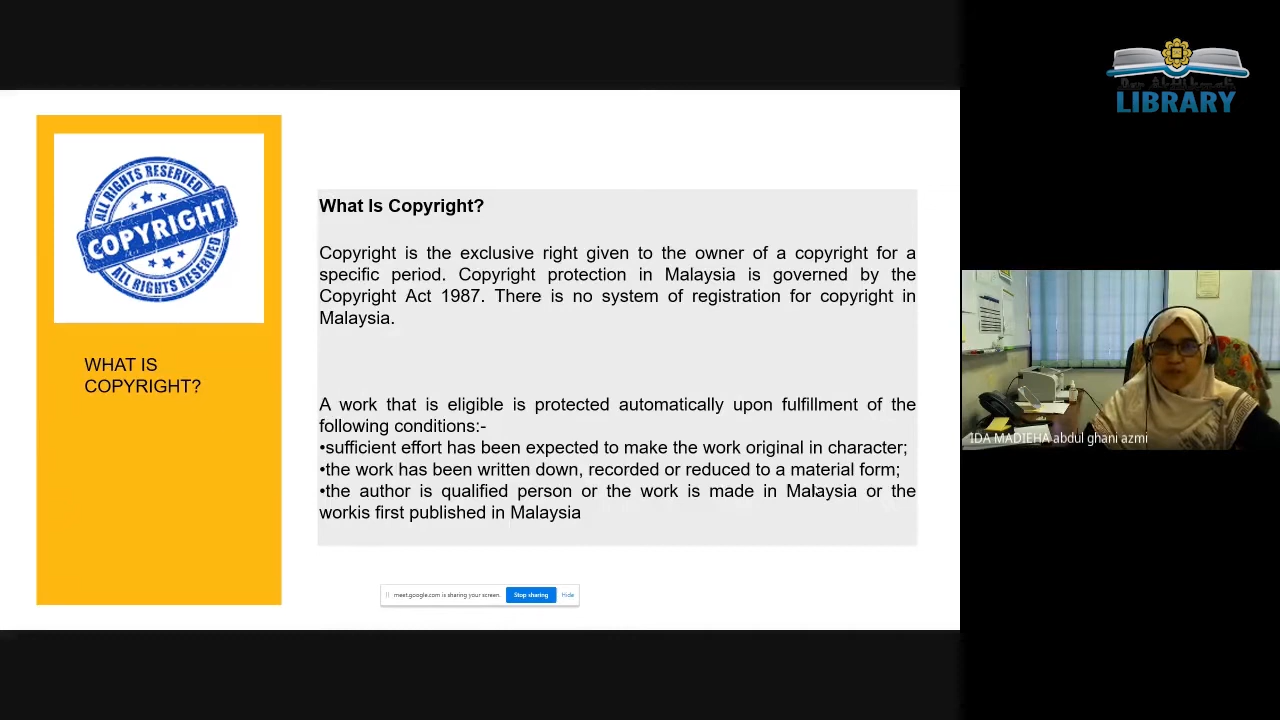 LIBRARY
ALL RIGHTS RESERVED
COPYRIGHT
ALL RIGHTS RESERVED
WHAT IS
COPYRIGHT?
What Is Copyright?
Copyright is the exclusive right given to the owner of a copyright for a
specific period. Copyright protection in Malaysia is governed by the
Copyright Act 1987. There is no system of registration for copyright in
Malaysia.
A work that is eligible is protected automatically upon fulfillment of the
following conditions:-
•sufficient effort has been expected to make the work original in character;
•the work has been written down, recorded or reduced to a material form;
•the author is qualified person or the work is made in Malaysia or the
workis first published in Malaysia
meet.google.com is sharing your screen.
Stop sharing
Hide
IDA MADIEHA abdul ghani azmi